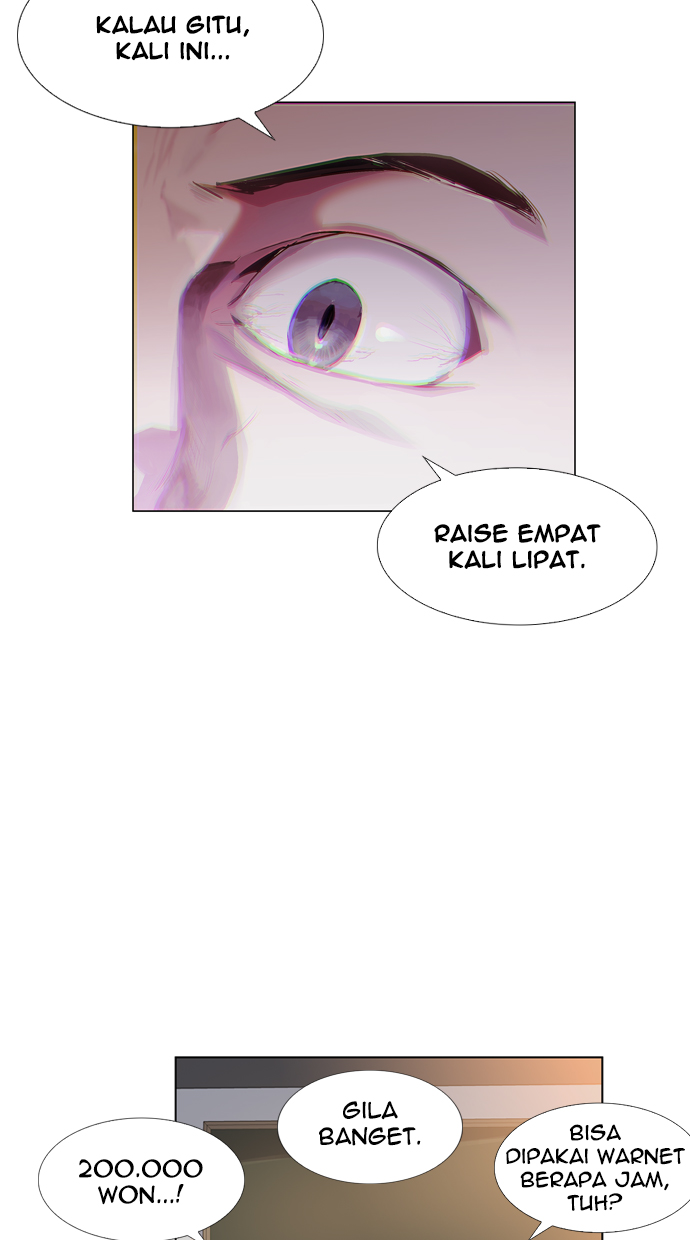 KALAU GITU,
KALI INI...
RAISE EMPAT
KALI LIPAT.
GILA
BANGET.
200.000
WON...!
BISA
DIPAKAI WARNET
BERAPA JAM,
TUH?